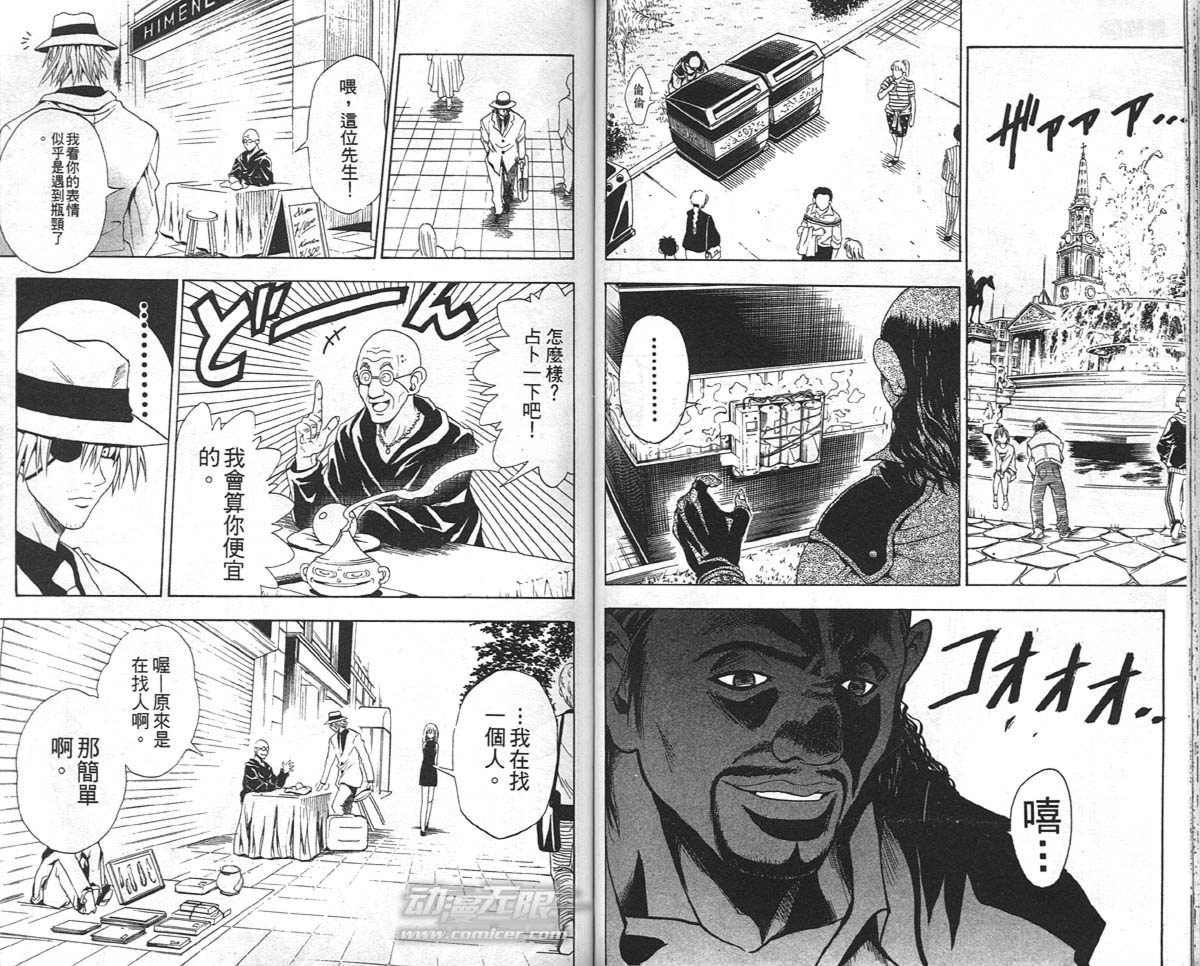 ザァァァァ…
偷偷
………
コオオオ..
嘻…
HIMENE
喂，這位先生！
我看你的表情
似乎是遇到瓶頸了
。
どーん
怎麼樣？
占卜一下吧！
我會算你便宜
的。
………
…我在找
一個人。
喔—原來是
在找人啊。
那簡單
啊。
动漫无限
www.comicer.com